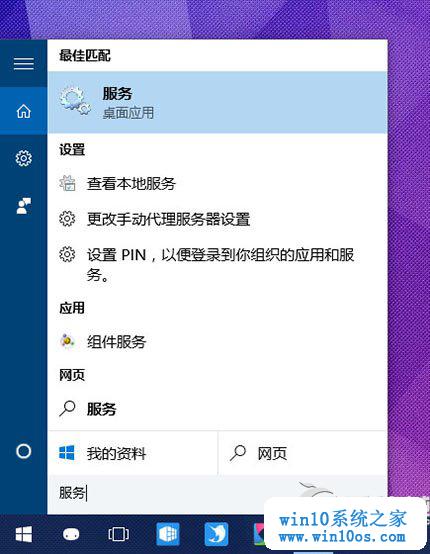 最佳匹配
服务
桌面应用
设置
查看本地服务
更改手动代理服务器设置
设置 PIN，以便登录到你组织的应用和服
务。
应用
组件服务
网页
服务
我的资料
网页
服务
win10系统之家
www.win10os.com